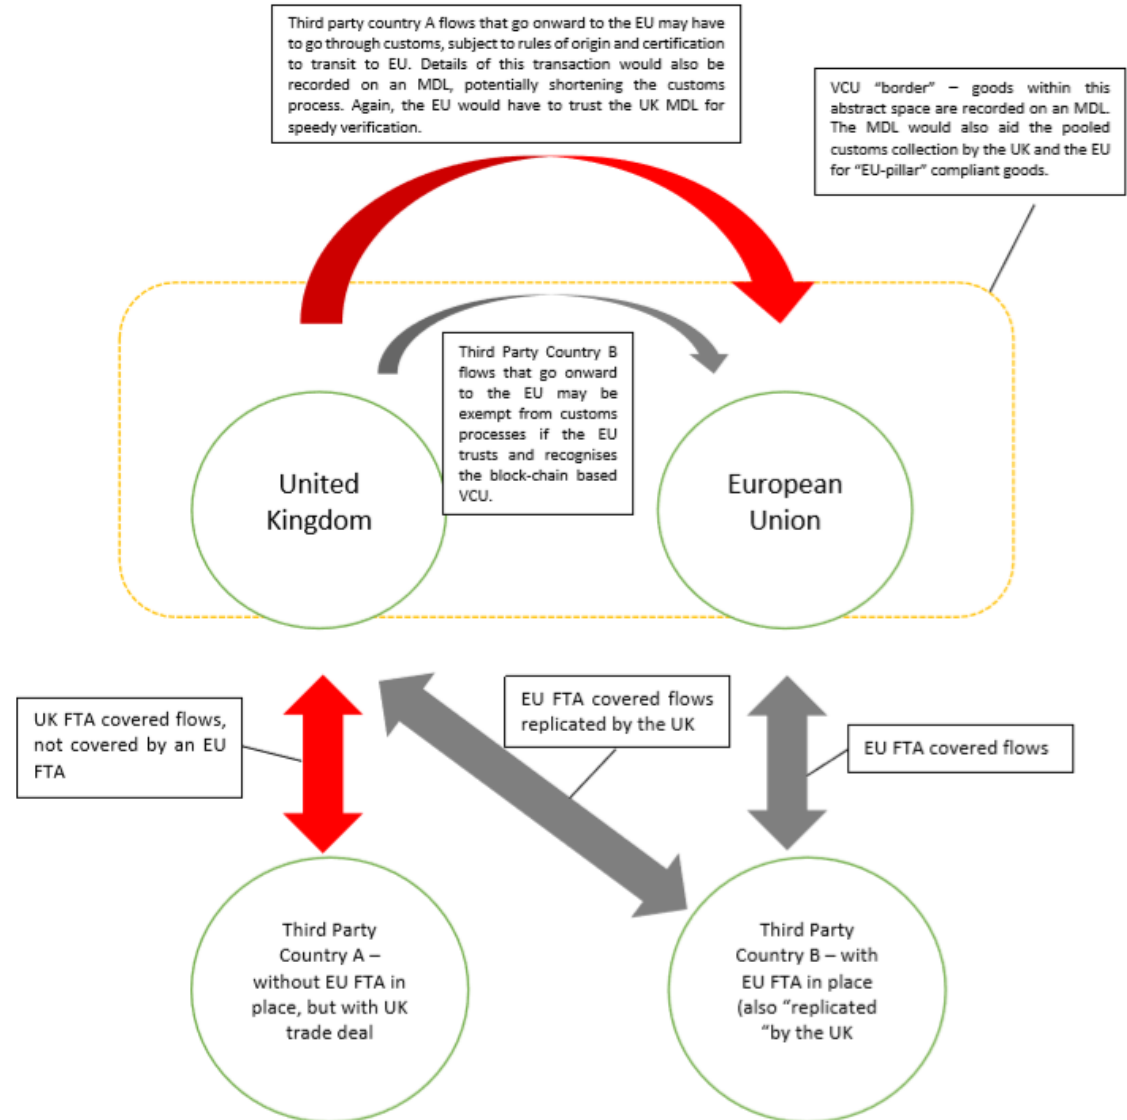 Third party country A flows that go onward to the EU may have
to go through customs, subject to rules of origin and certification
to transit to EU. Details of this transaction would also be
recorded on an MDL, potentially shortening the customs
process. Again, the EU would have to trust the UK MDL for
speedy verification.
VCU “border” – goods within this
abstract space are recorded on an MDL.
The MDL would also aid the pooled
customs collection by the UK and the EU
for “EU-pillar” compliant goods.
Third Party Country B
flows that go onward
to the EU may be
exempt from customs
processes if the EU
trusts and recognises
the block-chain based
VCU.
United
Kingdom
European
Union
UK FTA covered flows,
not covered by an EU
FTA
EU FTA covered flows
replicated by the UK
EU FTA covered flows
Third Party
Country A –
without EU FTA in
place, but with UK
trade deal
Third Party
Country B – with
EU FTA in place
(also “replicated
“by the UK